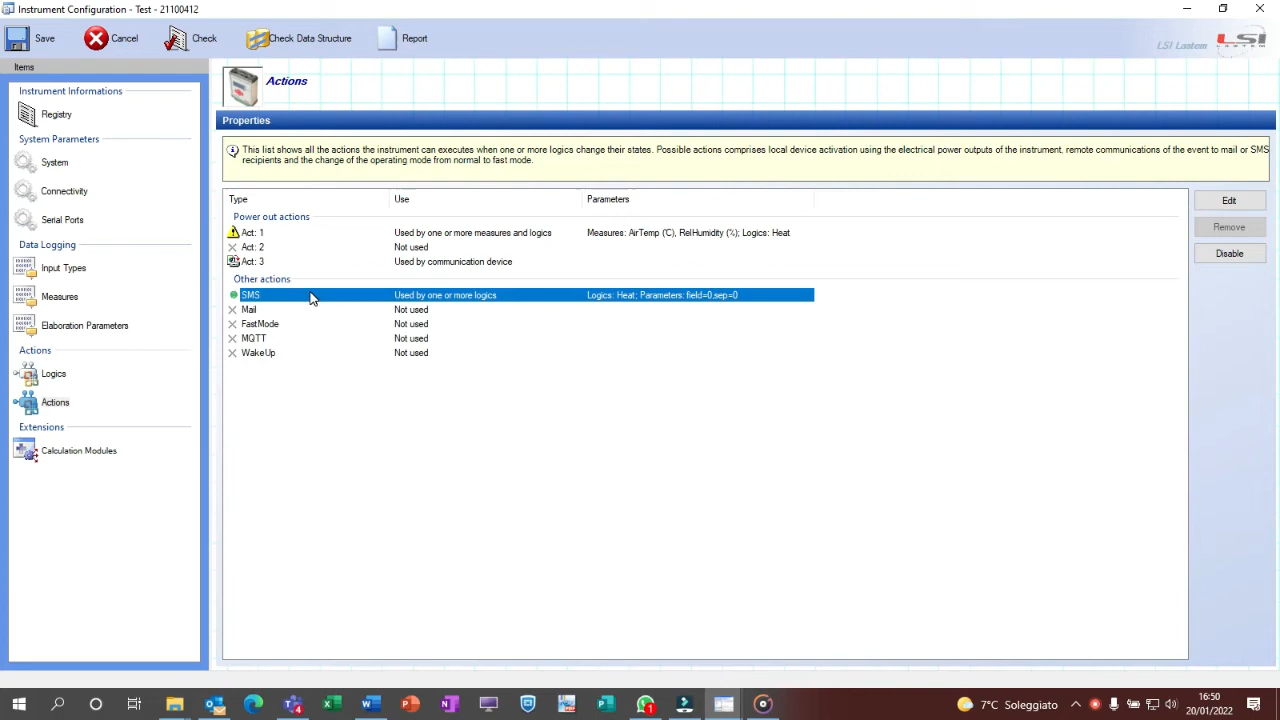 Instrument Configuration - Test - 21100412
Save Cancel Check Check Data Structure Report
LSI Lastem LSI
Items
Instrument Informations
Registry
System Parameters
System
Connectivity
Serial Ports
Data Logging
Input Types
Measures
Elaboration Parameters
Actions
Logics
Actions
Extensions
Calculation Modules
Actions
Properties
This list shows all the actions the instrument can executes when one or more logics change their states. Possible actions comprises local device activation using the electrical power outputs of the instrument, remote communications of the event to mail or SMS
recipients and the change of the operating mode from normal to fast mode.
Type Use Parameters
Power out actions
Act: 1 Used by one or more measures and logics Measures: AirTemp (°C), RelHumidity (%); Logics: Heat
Act: 2 Not used
Act: 3 Used by communication device
Other actions
SMS Used by one or more logics Logics: Heat; Parameters: field=0,sep=0
Mail Not used
FastMode Not used
MQTT Not used
WakeUp Not used
Edit
Remove
Disable
7°C Soleggiato
16:50
20/01/2022